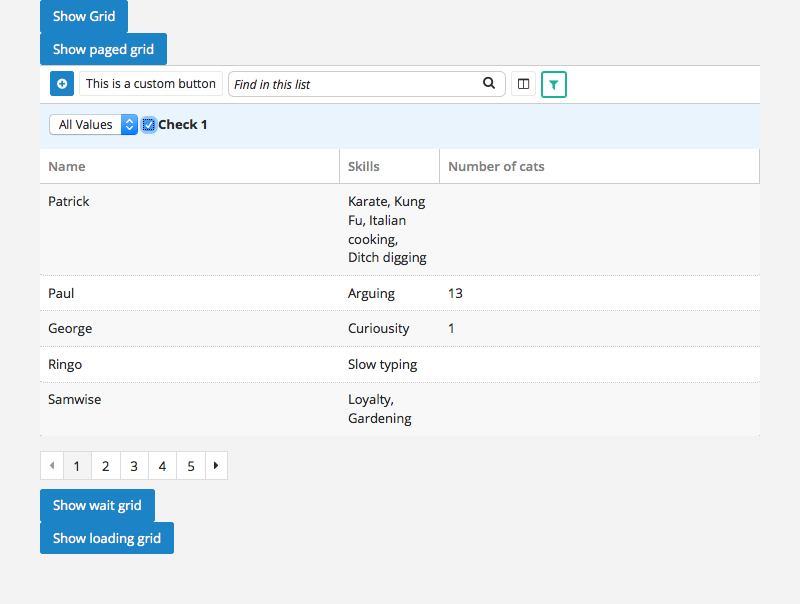 Show Grid
Show paged grid
This is a custom button
Find in this list
All Values
Check 1
Name Skills Number of cats
Patrick Karate, Kung
Fu, Italian
cooking,
Ditch digging
Paul Arguing 13
George Curiousity 1
Ringo Slow typing
Samwise Loyalty,
Gardening
1 2 3 4 5
Show wait grid
Show loading grid